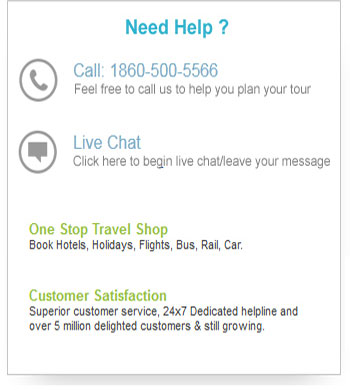 Need Help ?
Call: 1860-500-5566
Feel free to call us to help you plan your tour
Live Chat
Click here to begin live chat/leave your message
One Stop Travel Shop
Book Hotels, Holidays, Flights, Bus, Rail, Car.
Customer Satisfaction
Superior customer service, 24x7 Dedicated helpline and
over 5 million delighted customers & still growing.